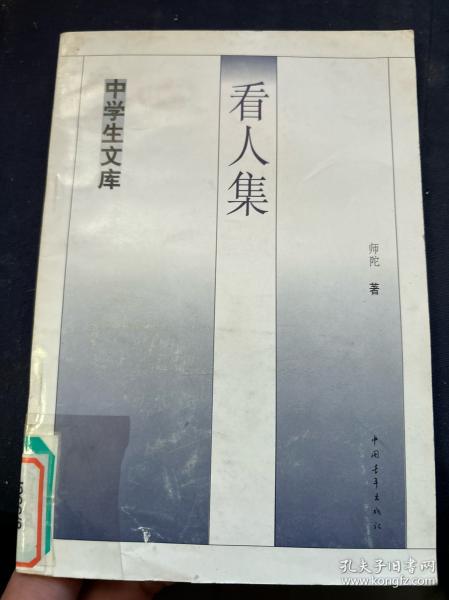 中学生文库
看人集
师陀 著
中国青年出版社
孔夫子旧书网
www.kongfz.com